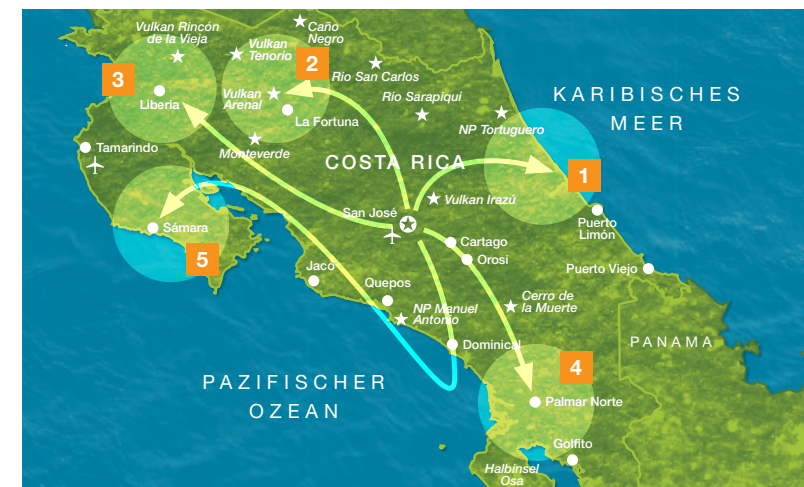 Vulkan Rincón
de la Vieja
Caño
Negro
Vulkan
Tenorio
2
3
Rio San Carlos
Liberia
Vulkan
Arenal
La Fortuna
Rio Sarapiqui
KARIBISCHES
MEER
NP Tortuguero
Tamarindo
Monteverde
COSTA RICA
1
Vulkan Irazú
San José
Puerto
Limón
Sámara
Cartago
Orosi
5
Jacó
Puerto Viejo
Quepos
Cerro de
la Muerte
NP Manuel
Antonio
Dominical
PANAMA
4
PAZIFISCHER
OZEAN
Palmar Norte
Golfito
Halbinsel
Osa